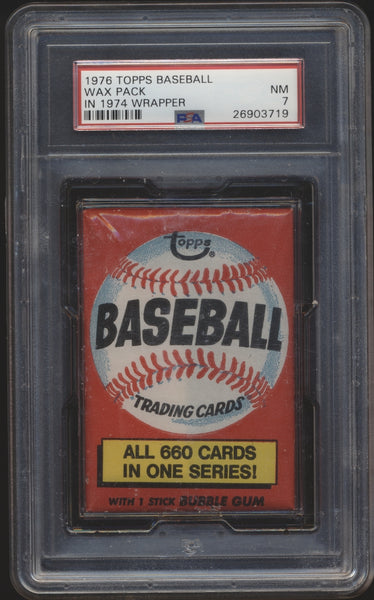 1976 TOPPS BASEBALL
WAX PACK NM
IN 1974 WRAPPER 7
PSA 26903719
topps®
BASEBALL
TRADING CARDS
ALL 660 CARDS
IN ONE SERIES!
WITH 1 STICK BUBBLE GUM